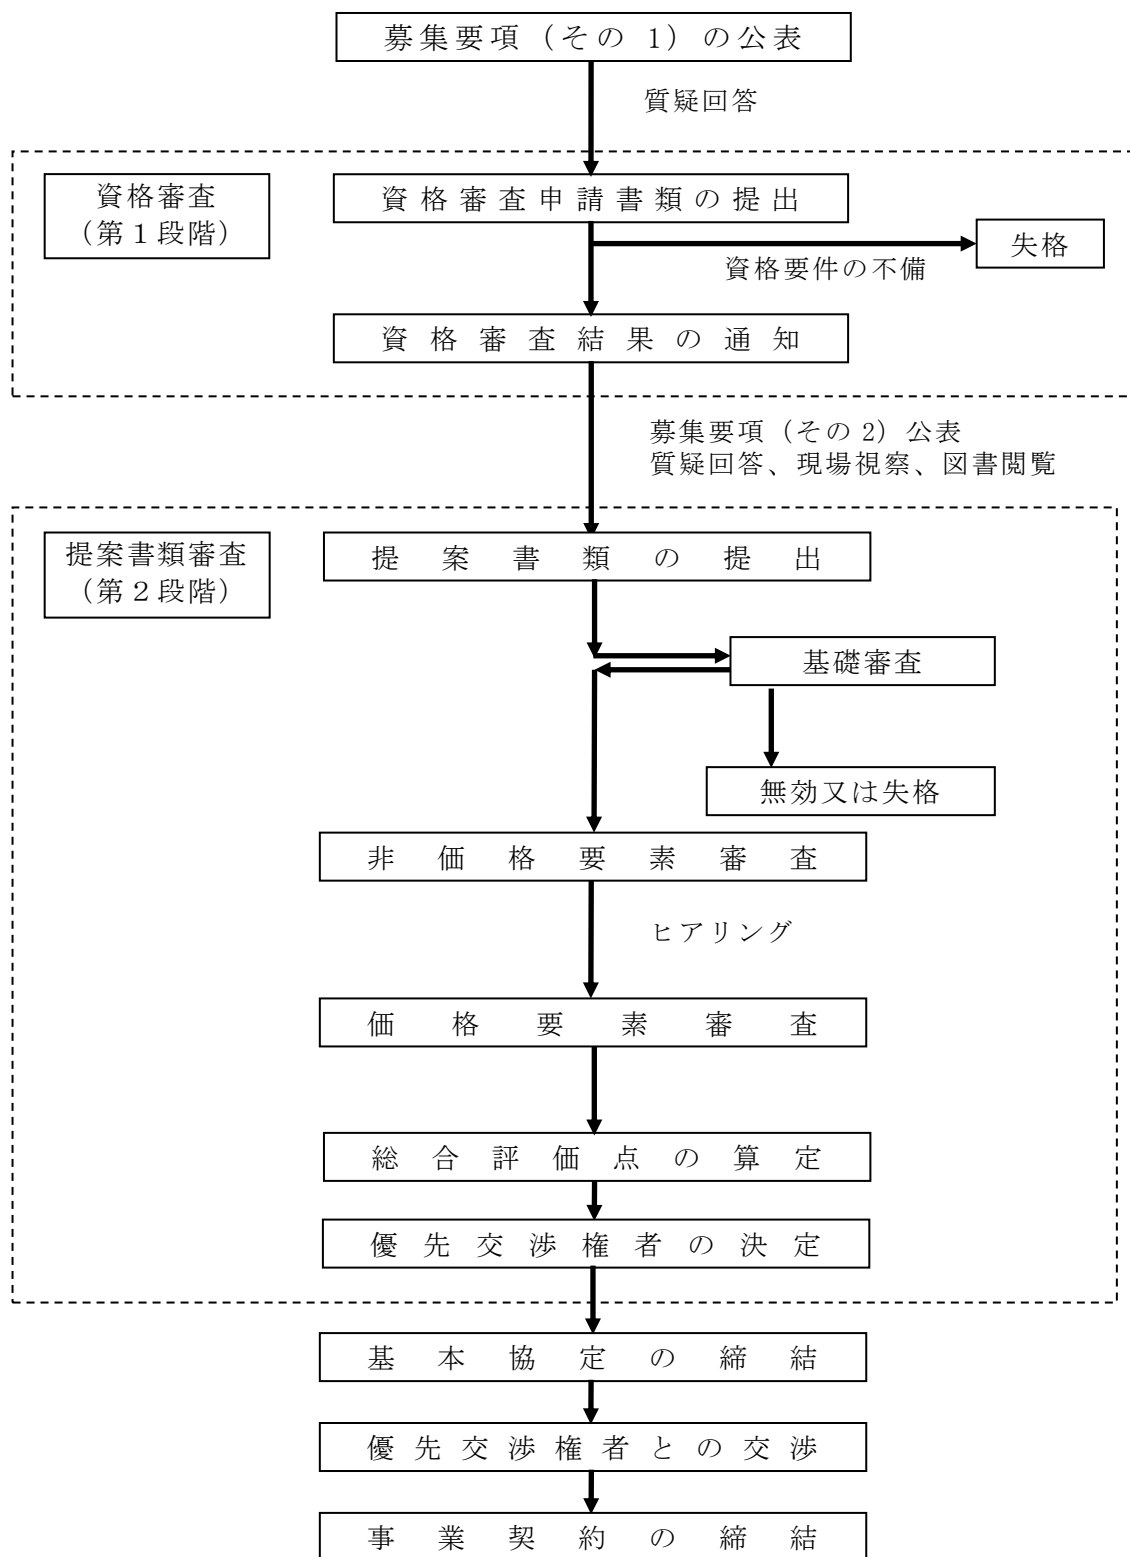 募集要項（その 1）の公表
質疑回答
資格審査
（第１段階）
資格審査申請書類の提出
失格
資格要件の不備
資格審査結果の通知
募集要項（その 2）公表
質疑回答、現場視察、図書閲覧
提案書類審査
（第２段階）
提案書類の提出
基礎審査
無効又は失格
非価格要素審査
ヒアリング
価格要素審査
総合評価点の算定
優先交渉権者の決定
基本協定の締結
優先交渉権者との交渉
事業契約の締結